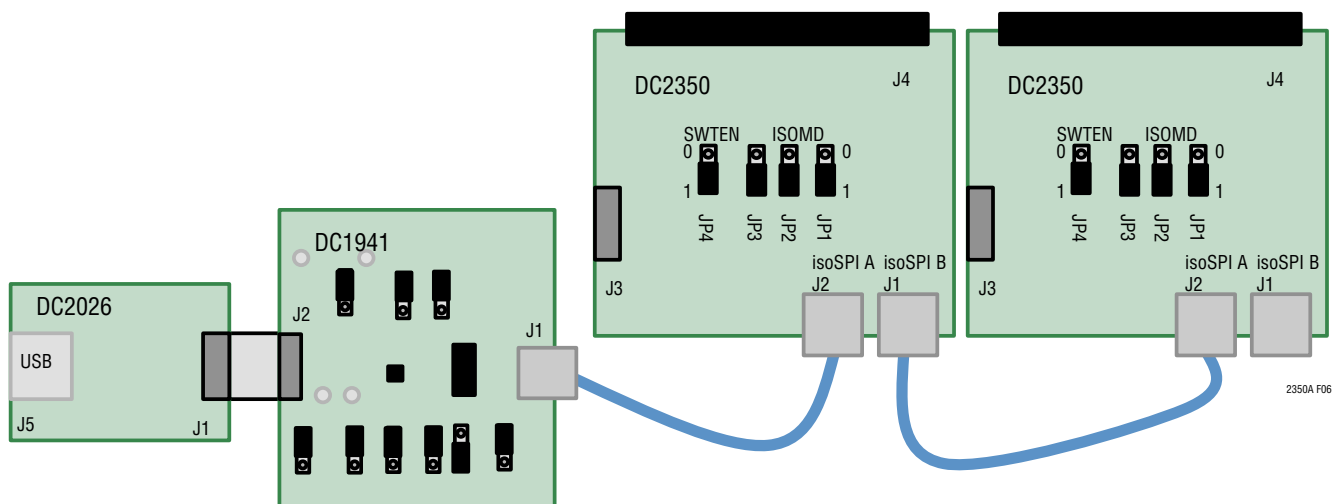 DC2026
USB
J5
J1
DC1941
J2
J1
DC2350
J4
SWTEN
ISOMD
0
0
1
1
JP4
JP3
JP2
JP1
J3
isoSPI A
isoSPI B
J2
J1
DC2350
J4
SWTEN
ISOMD
0
0
1
1
JP4
JP3
JP2
JP1
J3
isoSPI A
isoSPI B
J2
J1
2350A F06